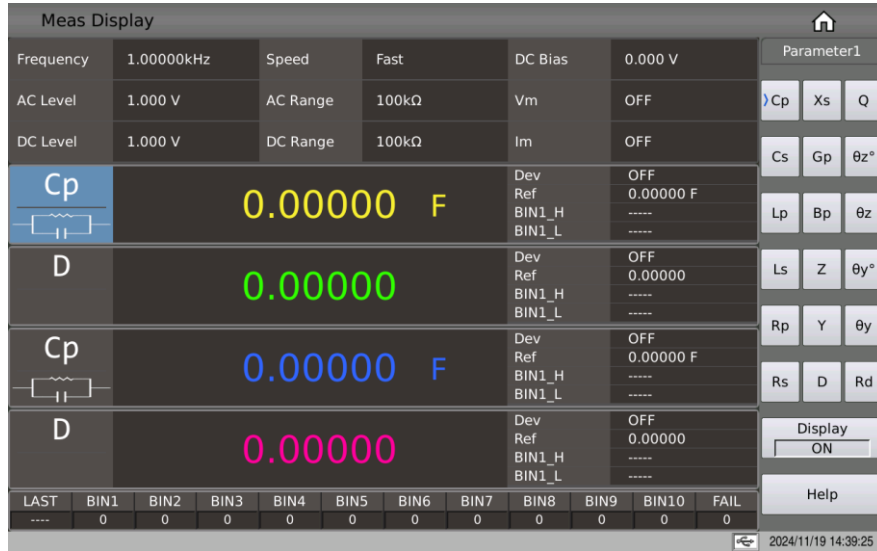 Meas Display
Frequency 1.00000kHz Speed Fast DC Bias 0.000 V
AC Level 1.000 V AC Range 100kΩ Vm OFF
DC Level 1.000 V DC Range 100kΩ Im OFF
Cp 0.00000 F
Dev OFF
Ref 0.00000 F
BIN1_H -----
BIN1_L -----
D 0.00000
Dev OFF
Ref 0.00000
BIN1_H -----
BIN1_L -----
Cp 0.00000 F
Dev OFF
Ref 0.00000 F
BIN1_H -----
BIN1_L -----
D 0.00000
Dev OFF
Ref 0.00000
BIN1_H -----
BIN1_L -----
LAST BIN1 BIN2 BIN3 BIN4 BIN5 BIN6 BIN7 BIN8 BIN9 BIN10 FAIL
---- 0 0 0 0 0 0 0 0 0 0 0
Parameter1
Cp Xs Q
Cs Gp θz°
Lp Bp θz
Ls Z θy°
Rp Y θy
Rs D Rd
Display
ON
Help
2024/11/19 14:39:25